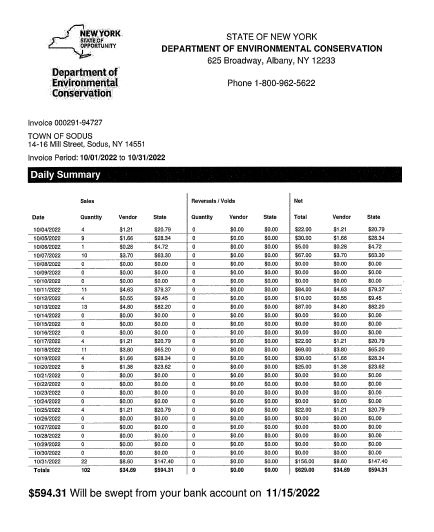 NEW YORK
STATE OF
OPPORTUNITY
Department of
Environmental
Conservation
STATE OF NEW YORK
DEPARTMENT OF ENVIRONMENTAL CONSERVATION
625 Broadway, Albany, NY 12233
Phone 1-800-962-5622
Invoice 000291-94727
TOWN OF SODUS
14-16 Mill Street, Sodus, NY 14551
Invoice Period: 10/01/2022 to 10/31/2022
Daily Summary
Sales Reversals / Voids Net
Date Quantity Vendor State Quantity Vendor State Total Vendor State
10/04/2022 4 $1.21 $20.79 0 $0.00 $0.00 $22.00 $1.21 $20.79
10/05/2022 9 $1.66 $28.34 0 $0.00 $0.00 $30.00 $1.66 $28.34
10/06/2022 1 $0.28 $4.72 0 $0.00 $0.00 $5.00 $0.28 $4.72
10/07/2022 10 $3.70 $63.30 0 $0.00 $0.00 $67.00 $3.70 $63.30
10/08/2022 0 $0.00 $0.00 0 $0.00 $0.00 $0.00 $0.00 $0.00
10/09/2022 0 $0.00 $0.00 0 $0.00 $0.00 $0.00 $0.00 $0.00
10/10/2022 0 $0.00 $0.00 0 $0.00 $0.00 $0.00 $0.00 $0.00
10/11/2022 11 $4.63 $79.37 0 $0.00 $0.00 $84.00 $4.63 $79.37
10/12/2022 4 $0.55 $9.45 0 $0.00 $0.00 $10.00 $0.55 $9.45
10/13/2022 13 $4.80 $82.20 0 $0.00 $0.00 $87.00 $4.80 $82.20
10/14/2022 0 $0.00 $0.00 0 $0.00 $0.00 $0.00 $0.00 $0.00
10/15/2022 0 $0.00 $0.00 0 $0.00 $0.00 $0.00 $0.00 $0.00
10/16/2022 0 $0.00 $0.00 0 $0.00 $0.00 $0.00 $0.00 $0.00
10/17/2022 4 $1.21 $20.79 0 $0.00 $0.00 $22.00 $1.21 $20.79
10/18/2022 11 $3.80 $65.20 0 $0.00 $0.00 $69.00 $3.80 $65.20
10/19/2022 4 $1.66 $28.34 0 $0.00 $0.00 $30.00 $1.66 $28.34
10/20/2022 5 $1.38 $23.62 0 $0.00 $0.00 $25.00 $1.38 $23.62
10/21/2022 0 $0.00 $0.00 0 $0.00 $0.00 $0.00 $0.00 $0.00
10/22/2022 0 $0.00 $0.00 0 $0.00 $0.00 $0.00 $0.00 $0.00
10/23/2022 0 $0.00 $0.00 0 $0.00 $0.00 $0.00 $0.00 $0.00
10/24/2022 0 $0.00 $0.00 0 $0.00 $0.00 $0.00 $0.00 $0.00
10/25/2022 4 $1.21 $20.79 0 $0.00 $0.00 $22.00 $1.21 $20.79
10/26/2022 0 $0.00 $0.00 0 $0.00 $0.00 $0.00 $0.00 $0.00
10/27/2022 0 $0.00 $0.00 0 $0.00 $0.00 $0.00 $0.00 $0.00
10/28/2022 0 $0.00 $0.00 0 $0.00 $0.00 $0.00 $0.00 $0.00
10/29/2022 0 $0.00 $0.00 0 $0.00 $0.00 $0.00 $0.00 $0.00
10/30/2022 0 $0.00 $0.00 0 $0.00 $0.00 $0.00 $0.00 $0.00
10/31/2022 22 $8.60 $147.40 0 $0.00 $0.00 $156.00 $8.60 $147.40
Totals 102 $34.69 $594.31 0 $0.00 $0.00 $629.00 $34.69 $594.31
$594.31 Will be swept from your bank account on 11/15/2022